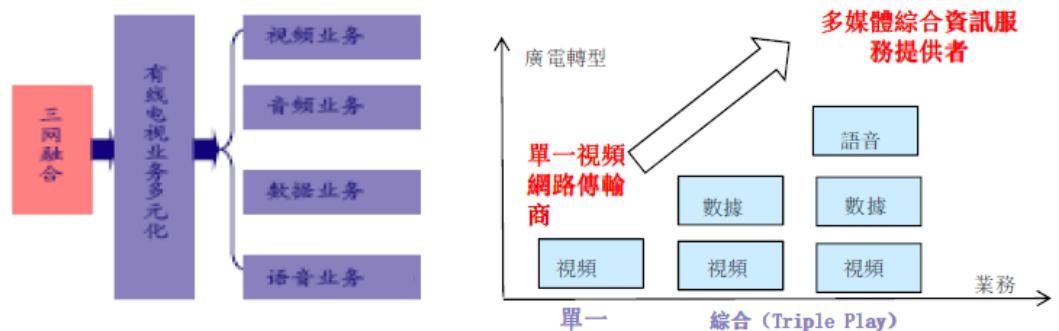 三网融合
有线电视业务多元化
视频业务
音频业务
数据业务
语音业务
廣電轉型
多媒體綜合資訊服
務提供者
單一視頻
網路傳輸
商
語音
數據
數據
視頻
視頻
視頻
業務
單一
綜合（Triple Play）